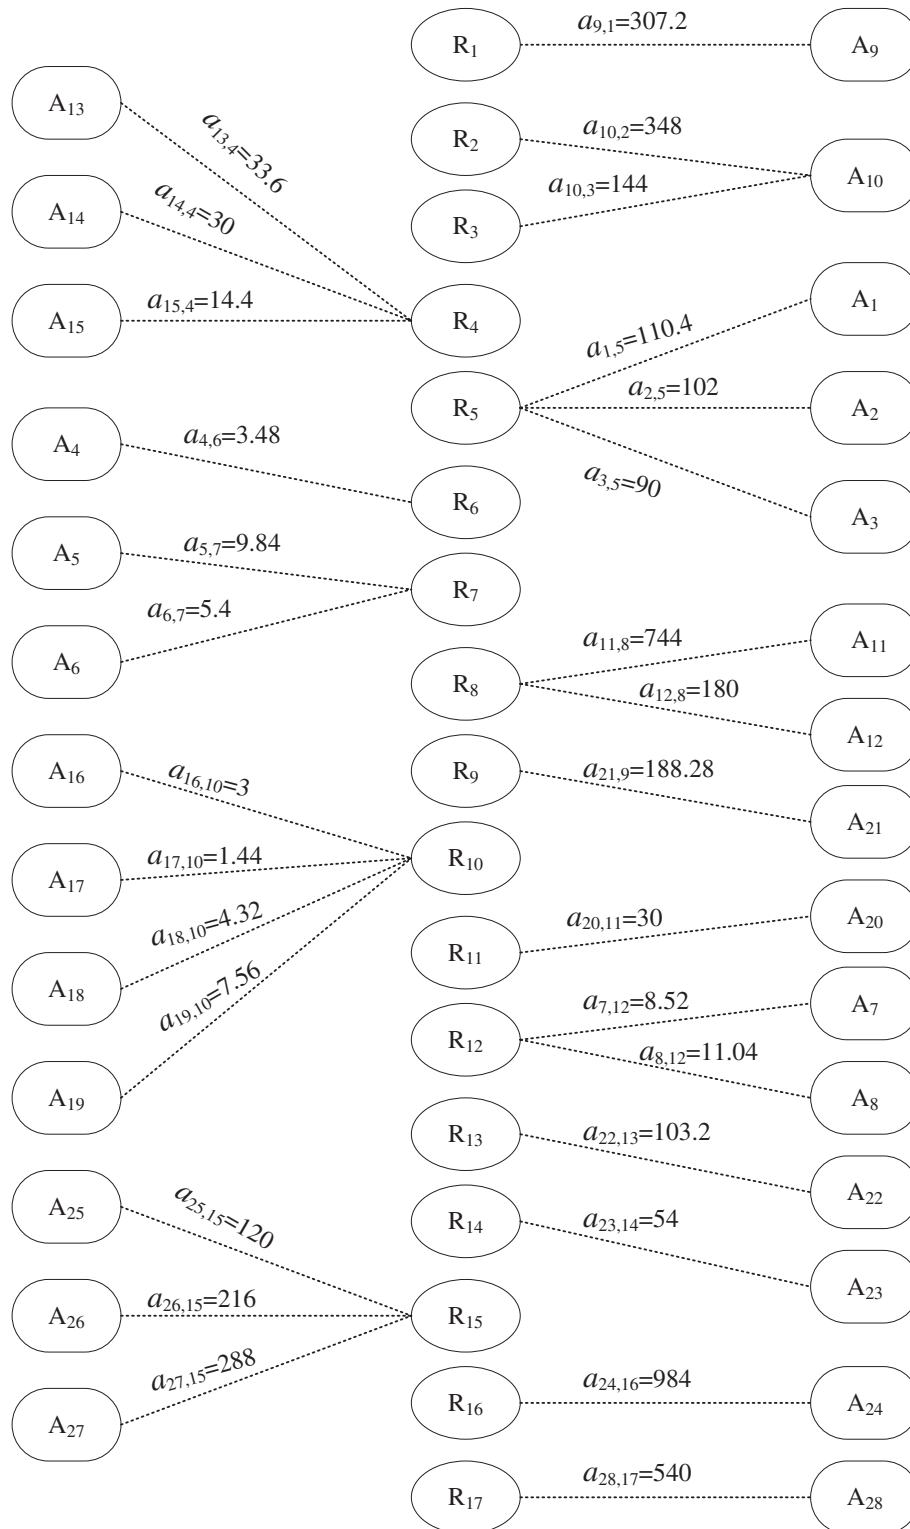 R₁ a₉,₁=307.2 A₉
A₁₃ a₁₃,₄=33.6
R₂ a₁₀,₂=348
A₁₀
A₁₄ a₁₄,₄=30
R₃ a₁₀,₃=144
A₁₅ a₁₅,₄=14.4 R₄
a₁,₅=110.4 A₁
R₅ a₂,₅=102 A₂
a₃,₅=90 A₃
A₄ a₄,₆=3.48 R₆
A₅ a₅,₇=9.84
R₇
A₆ a₆,₇=5.4
R₈ a₁₁,₈=744 A₁₁
a₁₂,₈=180 A₁₂
A₁₆ a₁₆,₁₀=3
R₉ a₂₁,₉=188.28 A₂₁
A₁₇ a₁₇,₁₀=1.44 R₁₀
A₁₈ a₁₈,₁₀=4.32
R₁₁ a₂₀,₁₁=30 A₂₀
A₁₉ a₁₉,₁₀=7.56
R₁₂ a₇,₁₂=8.52 A₇
a₈,₁₂=11.04 A₈
R₁₃ a₂₂,₁₃=103.2 A₂₂
A₂₅ a₂₅,₁₅=120
R₁₄ a₂₃,₁₄=54 A₂₃
A₂₆ a₂₆,₁₅=216 R₁₅
A₂₇ a₂₇,₁₅=288
R₁₆ a₂₄,₁₆=984 A₂₄
R₁₇ a₂₈,₁₇=540 A₂₈